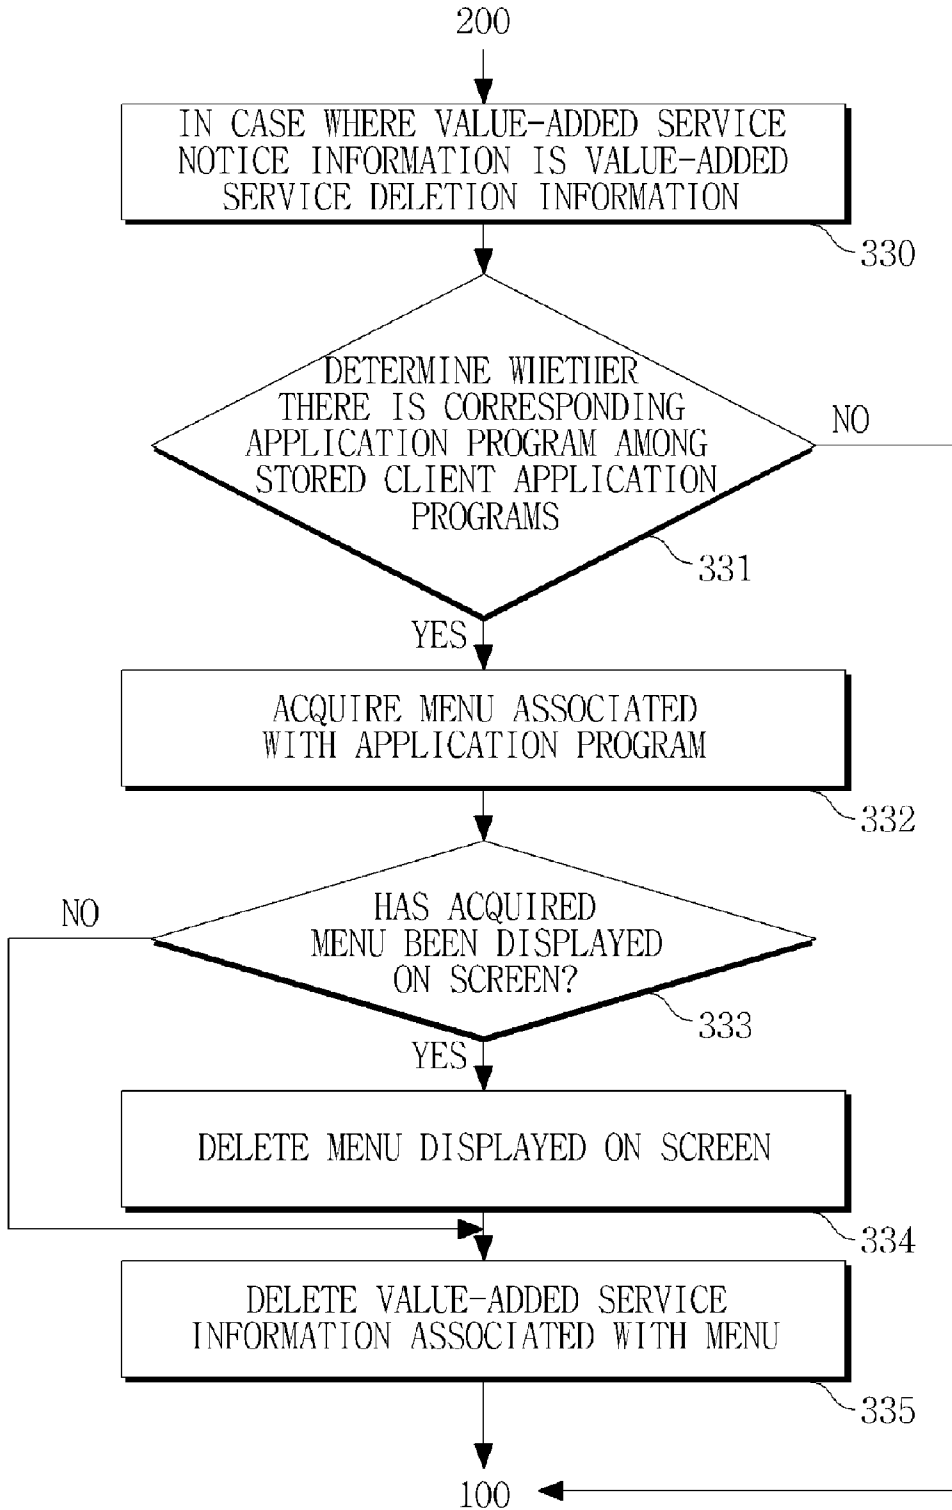 200
IN CASE WHERE VALUE-ADDED SERVICE
NOTICE INFORMATION IS VALUE-ADDED
SERVICE DELETION INFORMATION
330
DETERMINE WHETHER
THERE IS CORRESPONDING
APPLICATION PROGRAM AMONG
STORED CLIENT APPLICATION
PROGRAMS
NO
331
YES
ACQUIRE MENU ASSOCIATED
WITH APPLICATION PROGRAM
332
HAS ACQUIRED
MENU BEEN DISPLAYED
ON SCREEN?
NO
333
YES
DELETE MENU DISPLAYED ON SCREEN
334
DELETE VALUE-ADDED SERVICE
INFORMATION ASSOCIATED WITH MENU
335
100